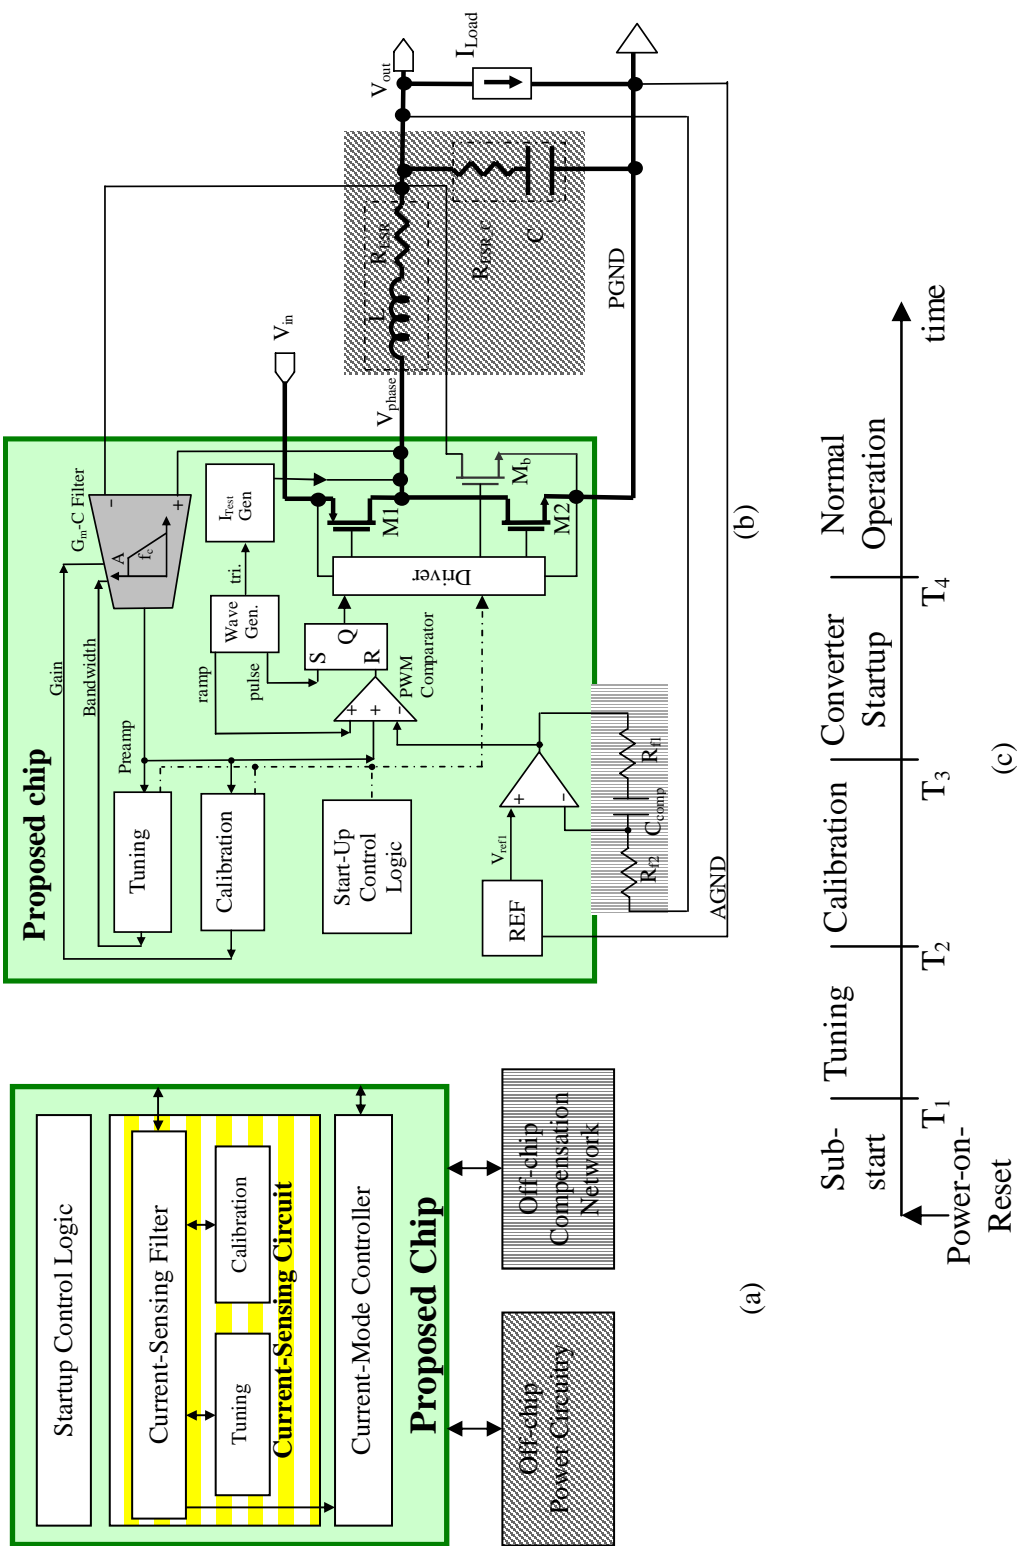 Startup Control Logic
Current-Sensing Filter
Tuning
Calibration
Current-Sensing Circuit
Current-Mode Controller
Proposed Chip
Off-chip
Power Circuitry
Off-chip
Compensation
Network
(a)
Proposed chip
Gain
Bandwidth
Preamp
Gm-C Filter
A
fc
−
+
Tuning
Calibration
Start-Up
Control
Logic
ramp
pulse
Wave
Gen.
tri.
ITest
Gen
S
Q
R
+
+
−
PWM
Comparator
Driver
M1
M2
Mb
Vin
Vphase
L
RESR
RESR_C
C
Vout
ILoad
PGND
REF
Vref1
+
−
Rf1
Ccomp
Rf2
AGND
(b)
Sub-
start
Tuning
Calibration
Converter
Startup
Normal
Operation
T1
T2
T3
T4
time
Power-on-
Reset
(c)